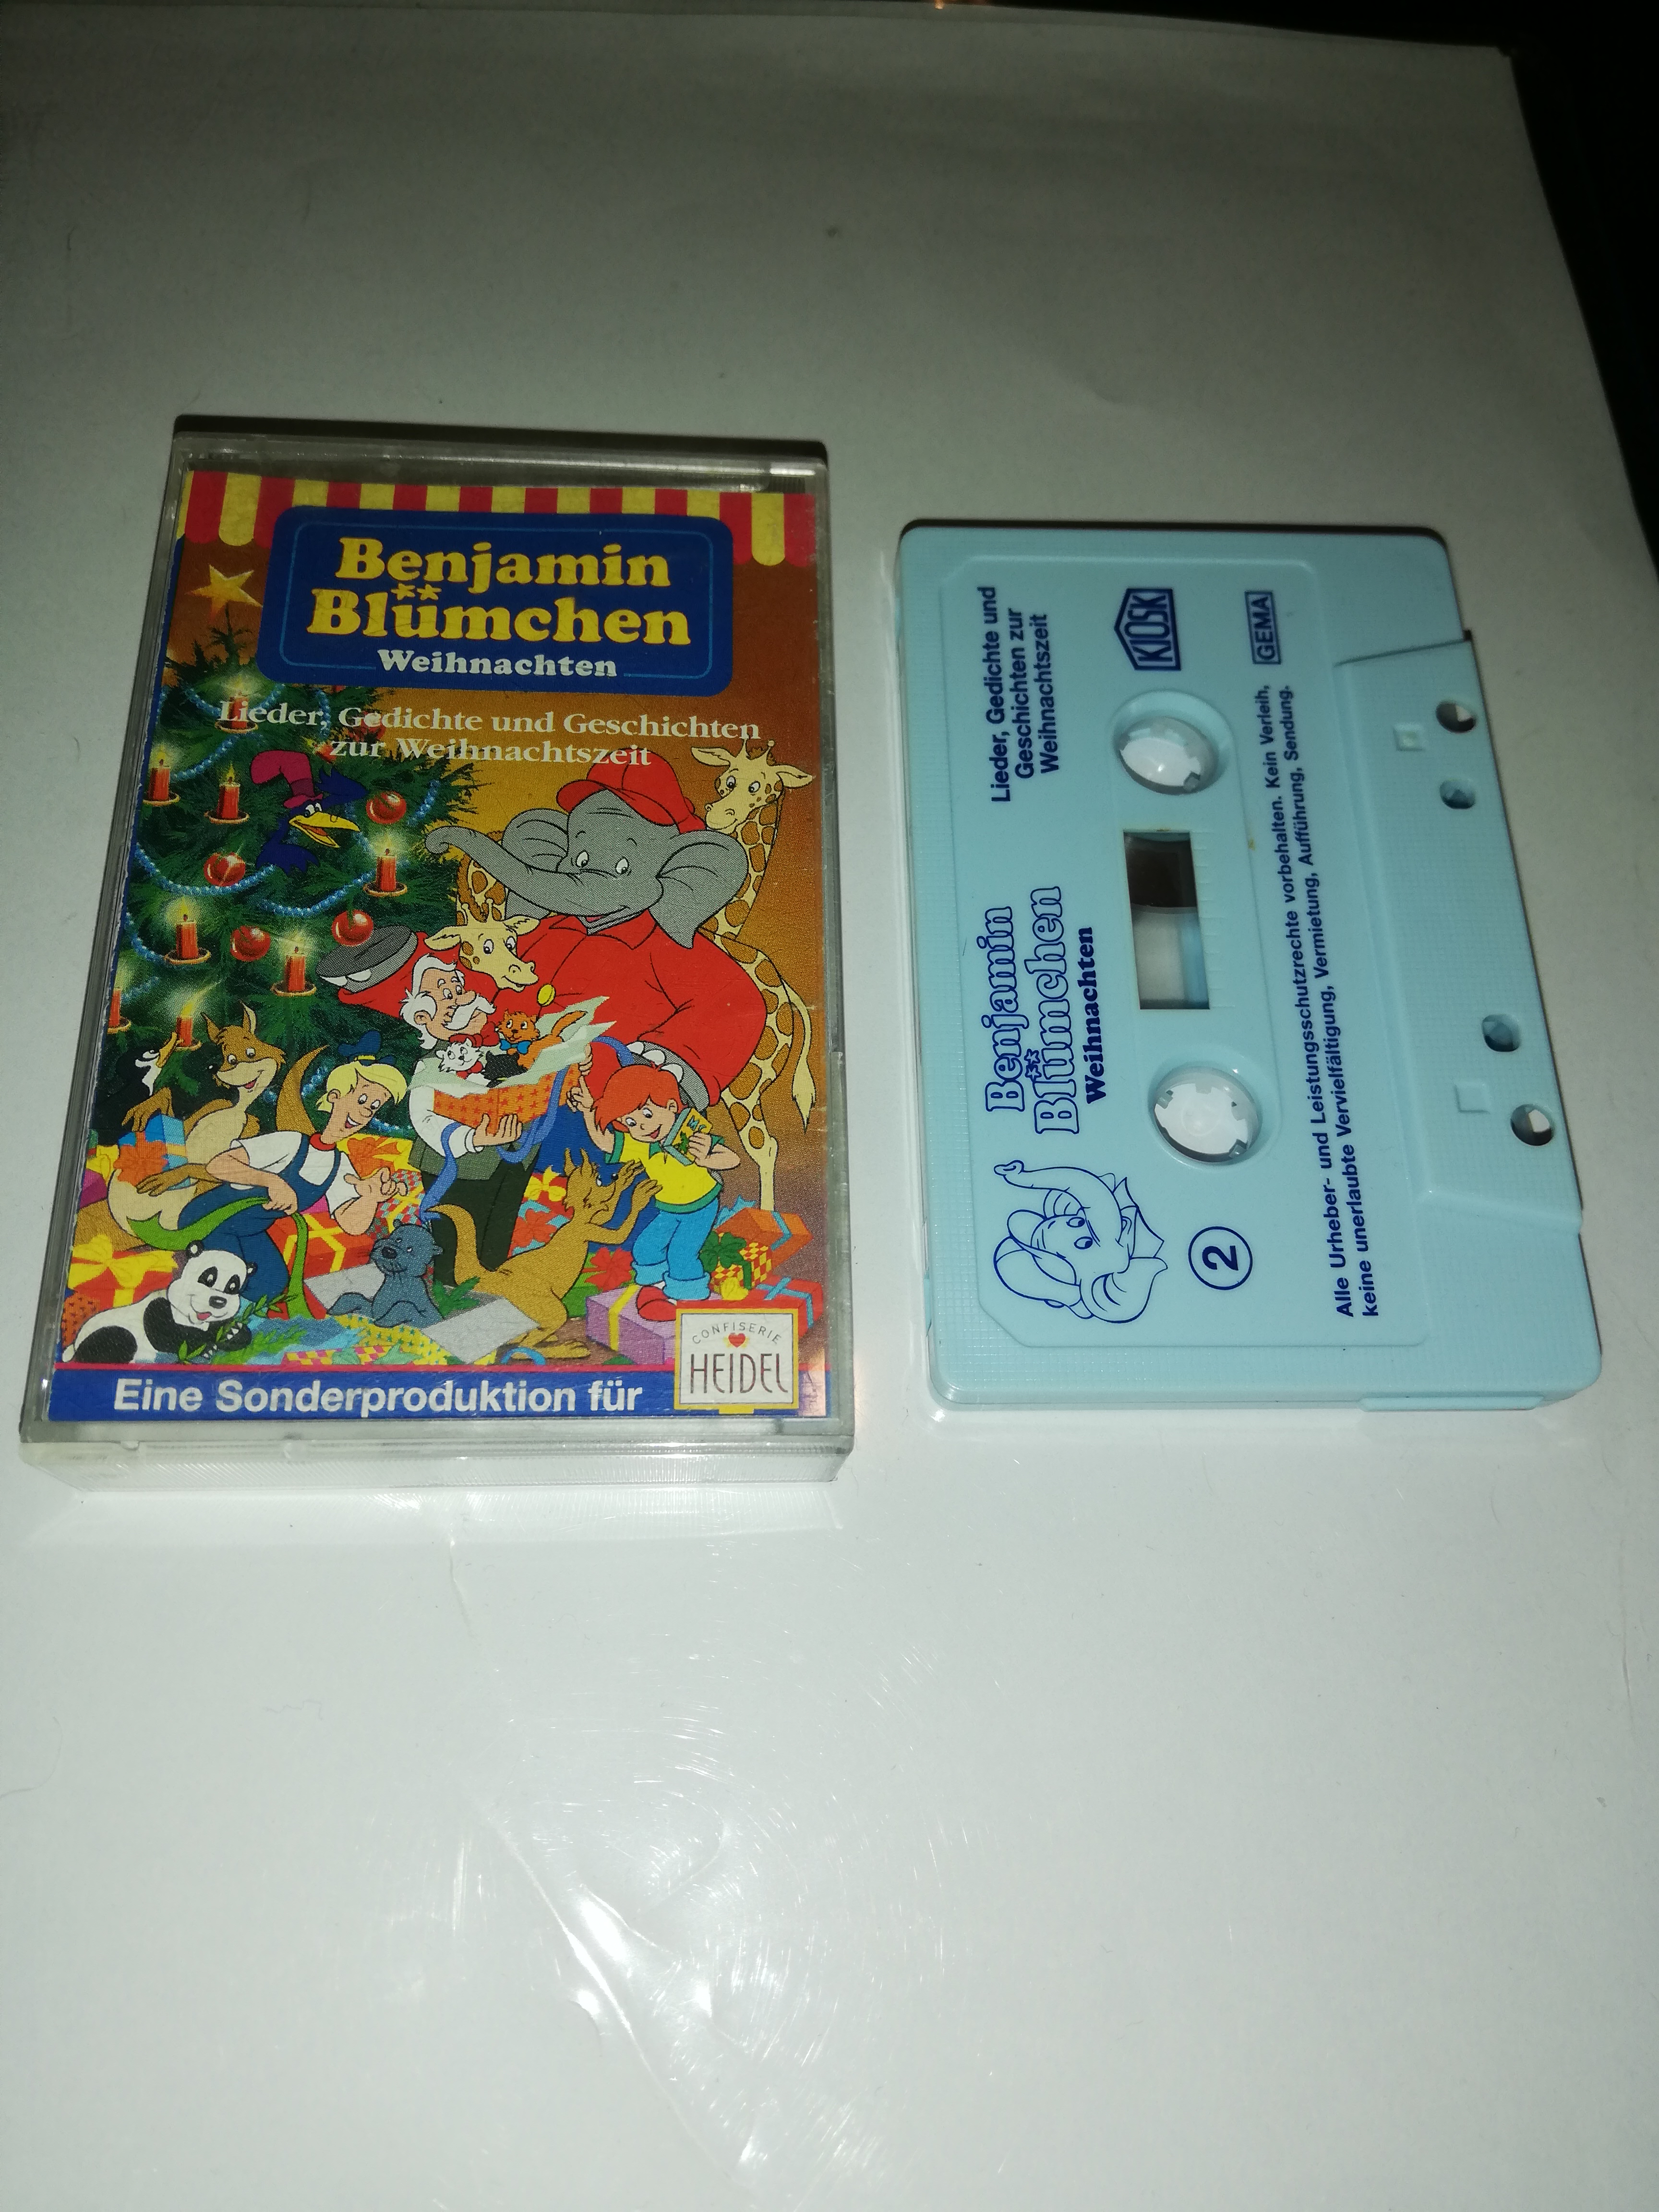 Benjamin
Blümchen
Weihnachten
Lieder, Gedichte und Geschichten
zur Weihnachtszeit
Eine Sonderproduktion für
CONFISERIE
HEIDEL
Benjamin
Blümchen
Weihnachten
Lieder, Gedichte und
Geschichten zur
Weihnachtszeit
KIOSK
2
GEMA
Alle Urheber- und Leistungsschutzrechte vorbehalten. Kein Verleih,
keine unerlaubte Vervielfältigung, Vermietung, Aufführung, Sendung.